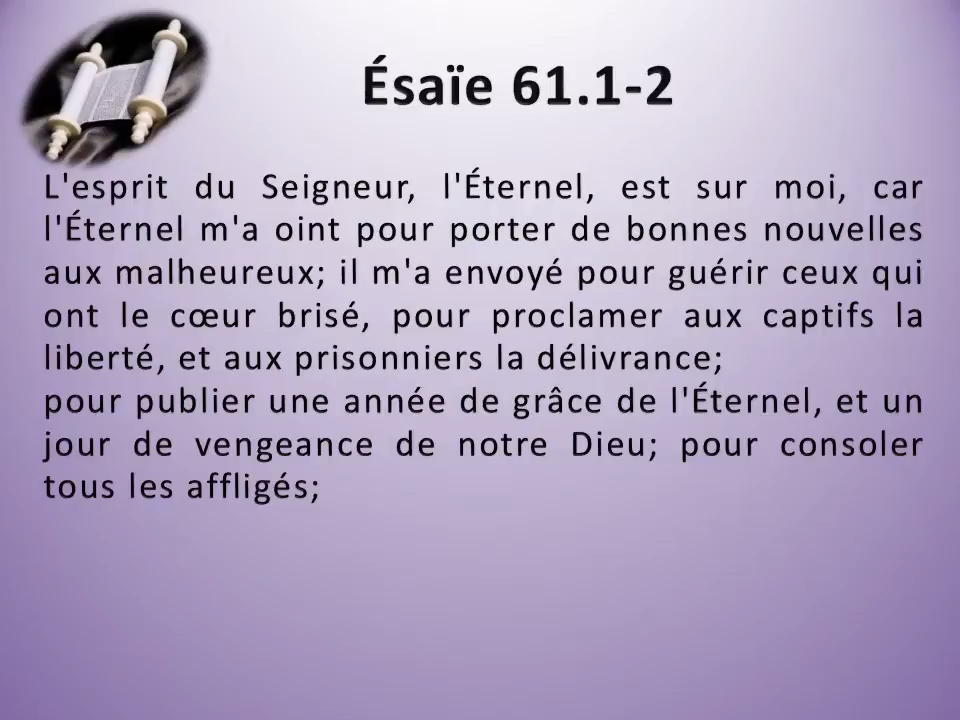 Ésaïe 61.1-2
L'esprit du Seigneur, l'Éternel, est sur moi, car
l'Éternel m'a oint pour porter de bonnes nouvelles
aux malheureux; il m'a envoyé pour guérir ceux qui
ont le cœur brisé, pour proclamer aux captifs la
liberté, et aux prisonniers la délivrance;
pour publier une année de grâce de l'Éternel, et un
jour de vengeance de notre Dieu; pour consoler
tous les affligés;